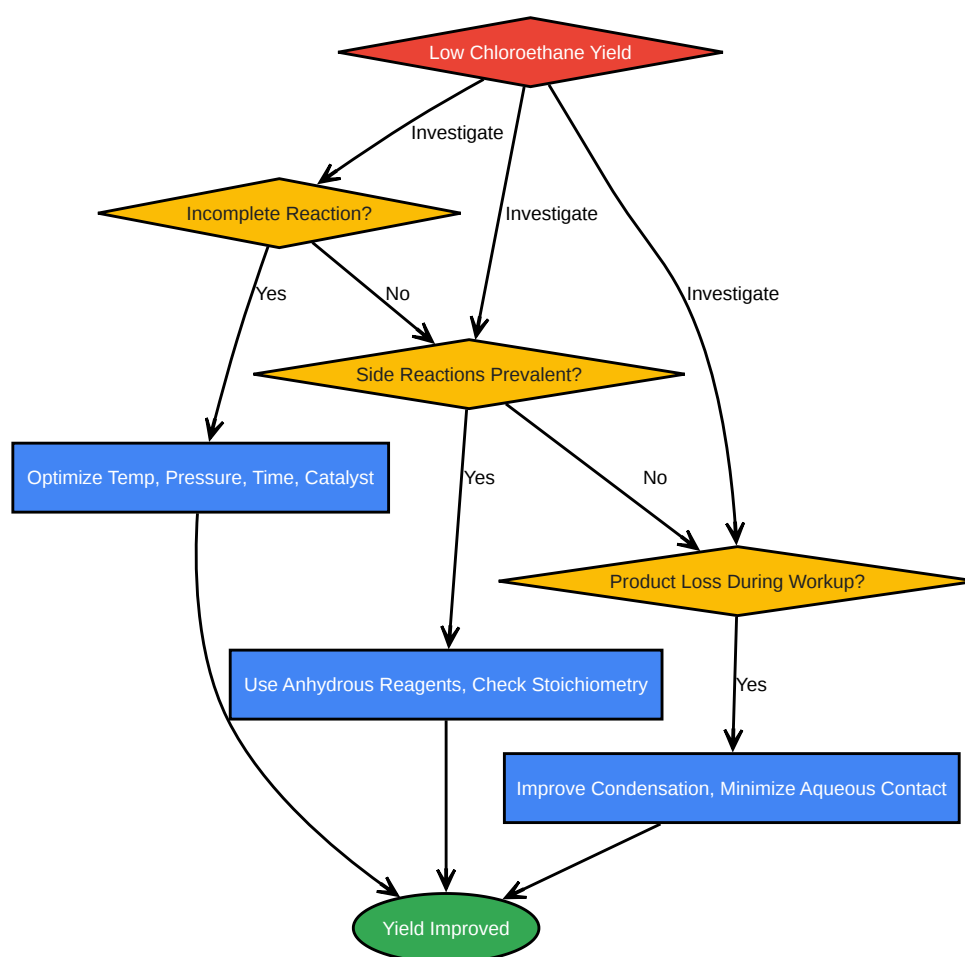 Low Chloroethane Yield
Investigate
Incomplete Reaction?
Investigate
Yes
No
Investigate
Side Reactions Prevalent?
Optimize Temp, Pressure, Time, Catalyst
Yes
No
Product Loss During Workup?
Use Anhydrous Reagents, Check Stoichiometry
Yes
Improve Condensation, Minimize Aqueous Contact
Yield Improved